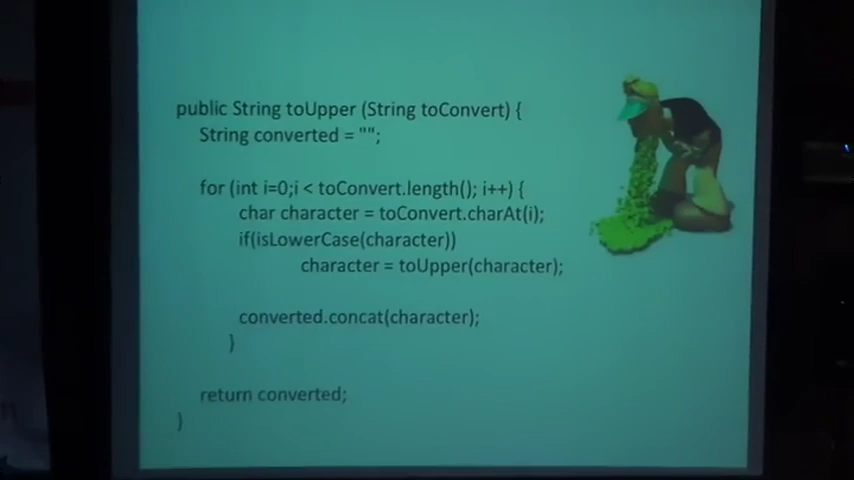 public String toUpper (String toConvert) {
String converted = "";
for (int i=0;i < toConvert.length(); i++) {
char character = toConvert.charAt(i);
if(isLowerCase(character))
character = toUpper(character);
converted.concat(character);
}
return converted;
}